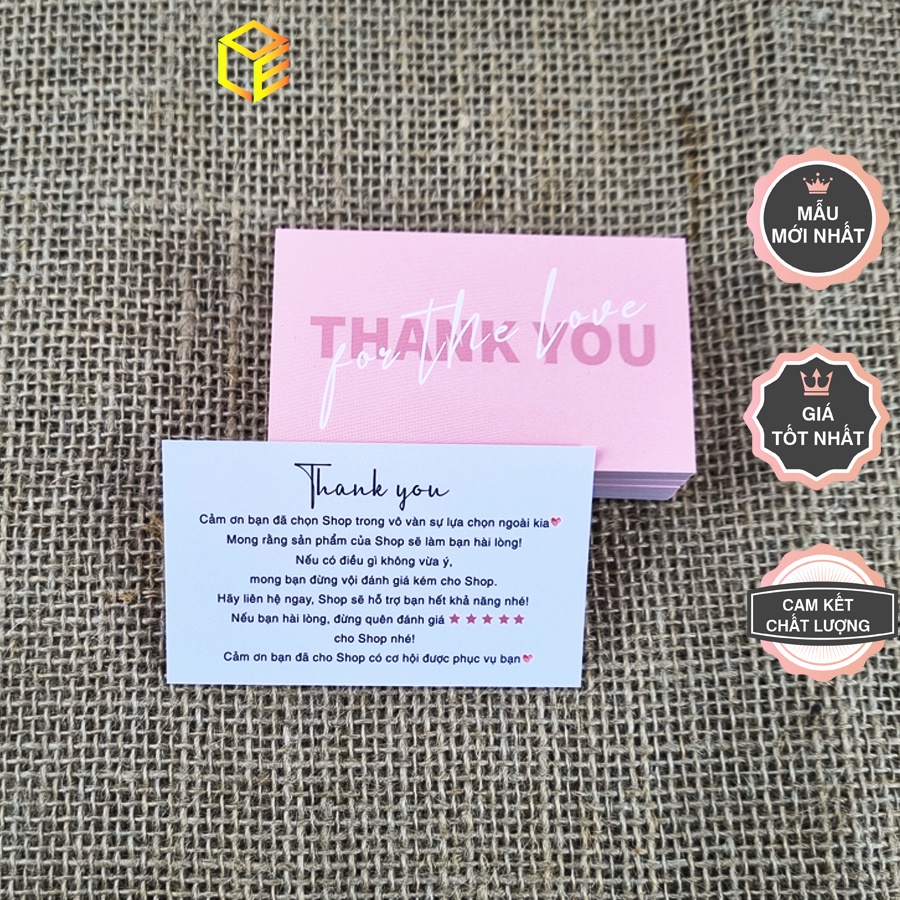 THANK YOU
for the love
Thank you
Cảm ơn bạn đã chọn Shop trong vô vàn sự lựa chọn ngoài kia
Mong rằng sản phẩm của Shop sẽ làm bạn hài lòng!
Nếu có điều gì không vừa ý,
mong bạn đừng vội đánh giá kém cho Shop.
Hãy liên hệ ngay, Shop sẽ hỗ trợ bạn hết khả năng nhé!
Nếu bạn hài lòng, đừng quên đánh giá ★★★★★
cho Shop nhé!
Cảm ơn bạn đã cho Shop có cơ hội được phục vụ bạn
MẪU
MỚI NHẤT
GIÁ
TỐT NHẤT
CAM KẾT
CHẤT LƯỢNG